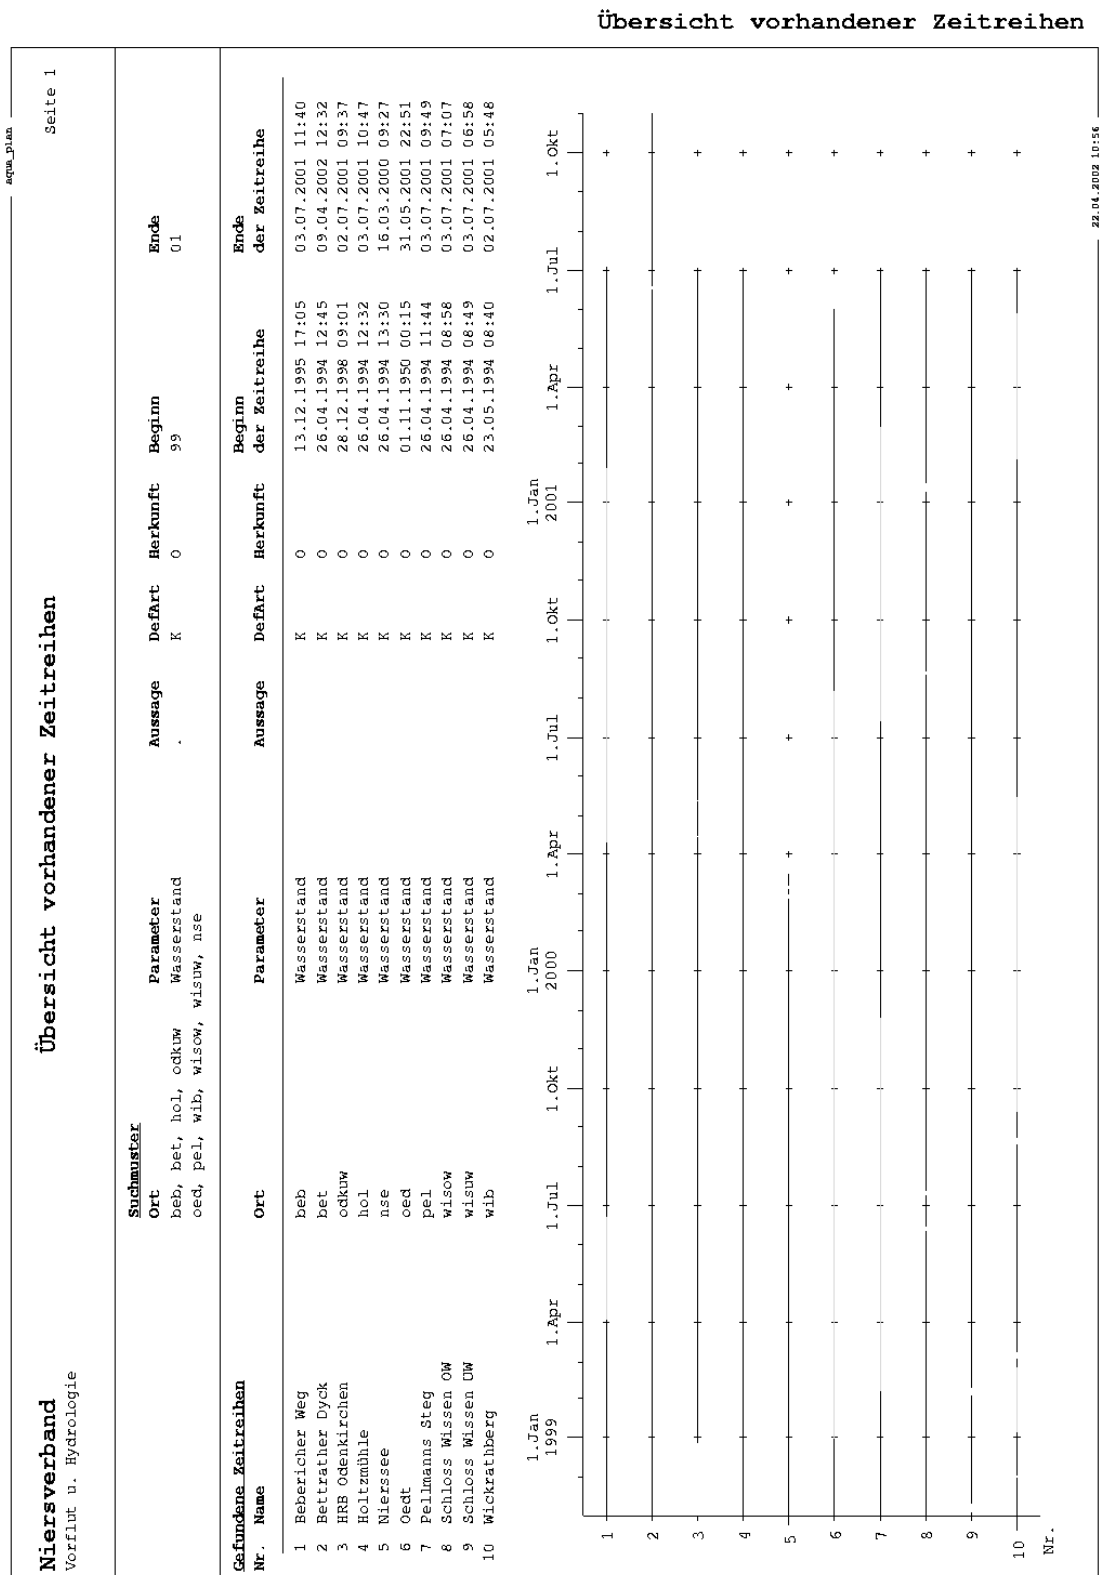 Übersicht vorhandener Zeitreihen
aqua_plan
Niersverband Übersicht vorhandener Zeitreihen Seite 1
Vorflut u. Hydrologie
Suchmuster
Ort Parameter Aussage DefArt Herkunft Beginn Ende
beb, bet, hol, odkuw Wasserstand . K O 99 01
oed, pel, wib, wisow, wisuw, nse
Gefundene Zeitreihen Beginn Ende
Nr. Name Ort Parameter Aussage DefArt Herkunft der Zeitreihe der Zeitreihe
1 Bebericher Weg beb Wasserstand K O 13.12.1995 17:05 03.07.2001 11:40
2 Bettrather Dyck bet Wasserstand K O 26.04.1994 12:45 09.04.2002 12:32
3 HRB Odenkirchen odkuw Wasserstand K O 28.12.1998 09:01 02.07.2001 09:37
4 Holtzmühle hol Wasserstand K O 26.04.1994 12:32 03.07.2001 10:47
5 Nierssee nse Wasserstand K O 26.04.1994 13:30 16.03.2000 09:27
6 Oedt oed Wasserstand K O 01.11.1950 00:15 31.05.2001 22:51
7 Pellmanns Steg pel Wasserstand K O 26.04.1994 11:44 03.07.2001 09:49
8 Schloss Wissen OW wisow Wasserstand K O 26.04.1994 08:58 03.07.2001 07:07
9 Schloss Wissen UW wisuw Wasserstand K O 26.04.1994 08:49 03.07.2001 06:58
10 Wickrathberg wib Wasserstand K O 23.05.1994 08:40 02.07.2001 05:48
1.Jan 1.Apr 1.Jul 1.Okt 1.Jan 1.Apr 1.Jul 1.Okt 1.Jan 1.Apr 1.Jul 1.Okt
1999 2000 2001
1
2
3
4
5
6
7
8
9
10
Nr.
22.04.2002 10:56